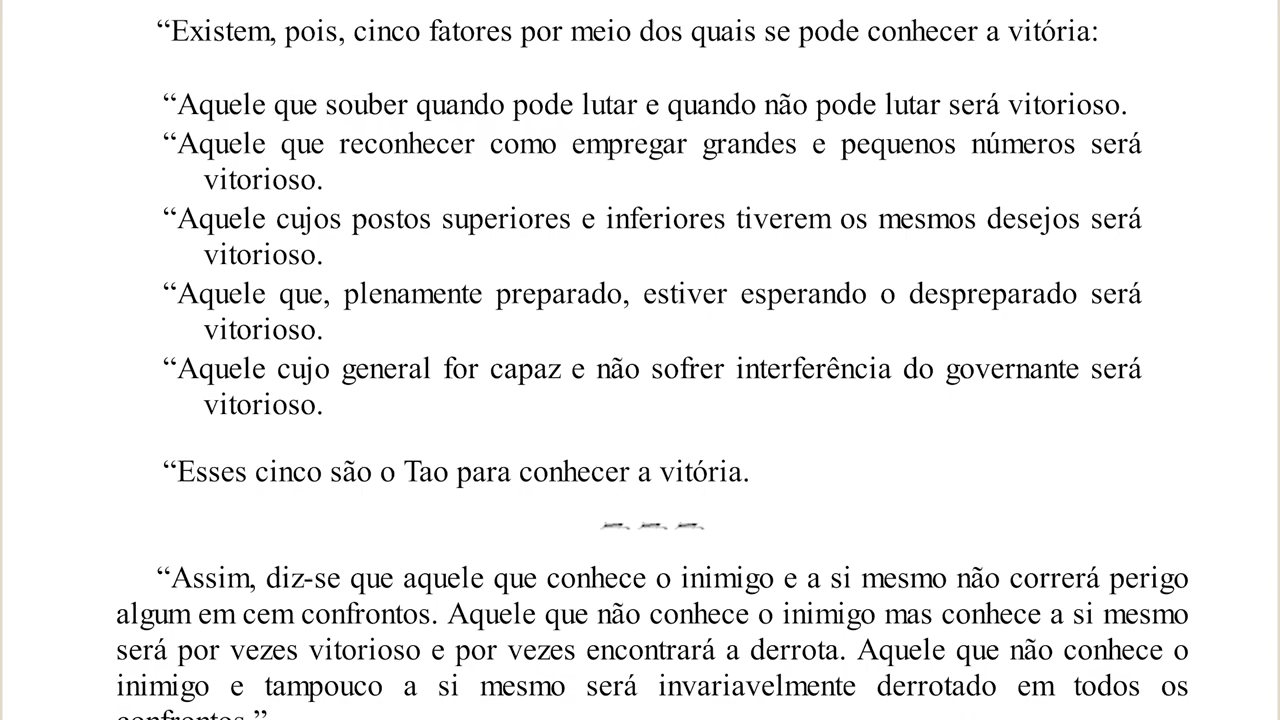 “Existem, pois, cinco fatores por meio dos quais se pode conhecer a vitória:
“Aquele que souber quando pode lutar e quando não pode lutar será vitorioso.
“Aquele que reconhecer como empregar grandes e pequenos números será
vitorioso.
“Aquele cujos postos superiores e inferiores tiverem os mesmos desejos será
vitorioso.
“Aquele que, plenamente preparado, estiver esperando o despreparado será
vitorioso.
“Aquele cujo general for capaz e não sofrer interferência do governante será
vitorioso.
“Esses cinco são o Tao para conhecer a vitória.
“Assim, diz-se que aquele que conhece o inimigo e a si mesmo não correrá perigo
algum em cem confrontos. Aquele que não conhece o inimigo mas conhece a si mesmo
será por vezes vitorioso e por vezes encontrará a derrota. Aquele que não conhece o
inimigo e tampouco a si mesmo será invariavelmente derrotado em todos os
confrontos.”